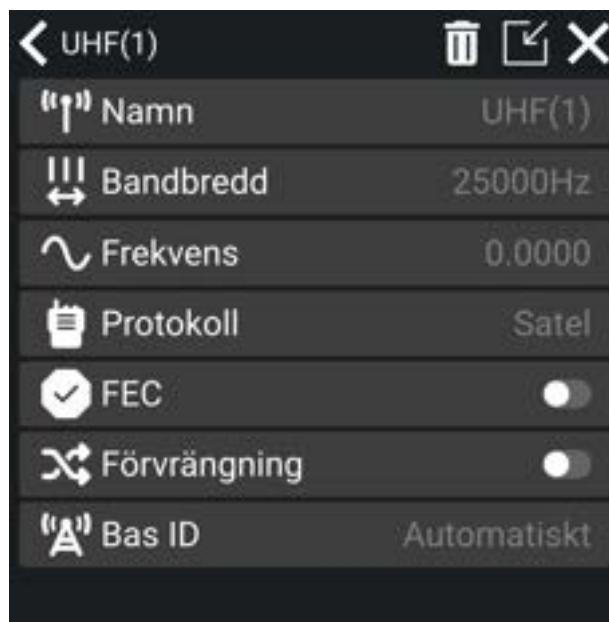 UHF(1)
Namn UHF(1)
Bandbredd 25000Hz
Frekvens 0.0000
Protokoll Satel
FEC
Förvrängning
Bas ID Automatiskt